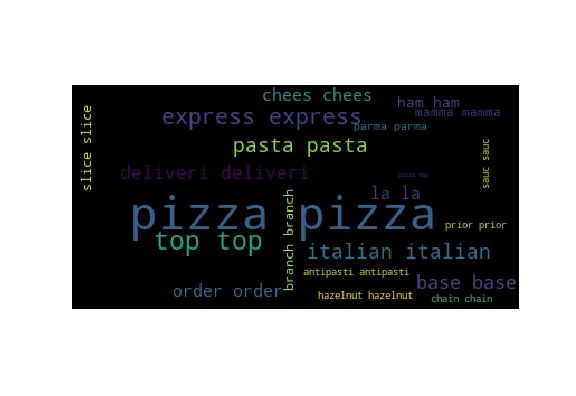 chees chees
ham ham
mamma mamma
express express
parma parma
slice slice
pasta pasta
sauc sauc
deliveri deliveri
pizza top
la la
pizza pizza
prior prior
top top
branch branch
italian italian
antipasti antipasti
base base
order order
hazelnut hazelnut
chain chain